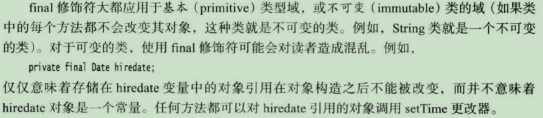 final 修饰符大都应用于基本（primitive）类型域，或不可变（immutable）类的域（如果类
中的每个方法都不会改变其对象，这种类就是不可变的类。例如，String 类就是一个不可变
的类）。对于可变的类，使用 final 修饰符可能会对读者造成混乱。例如，
private final Date hiredate;
仅仅意味着存储在 hiredate 变量中的对象引用在对象构造之后不能被改变，而并不意味着
hiredate 对象是一个常量。任何方法都可以对 hiredate 引用的对象调用 setTime 更改器。